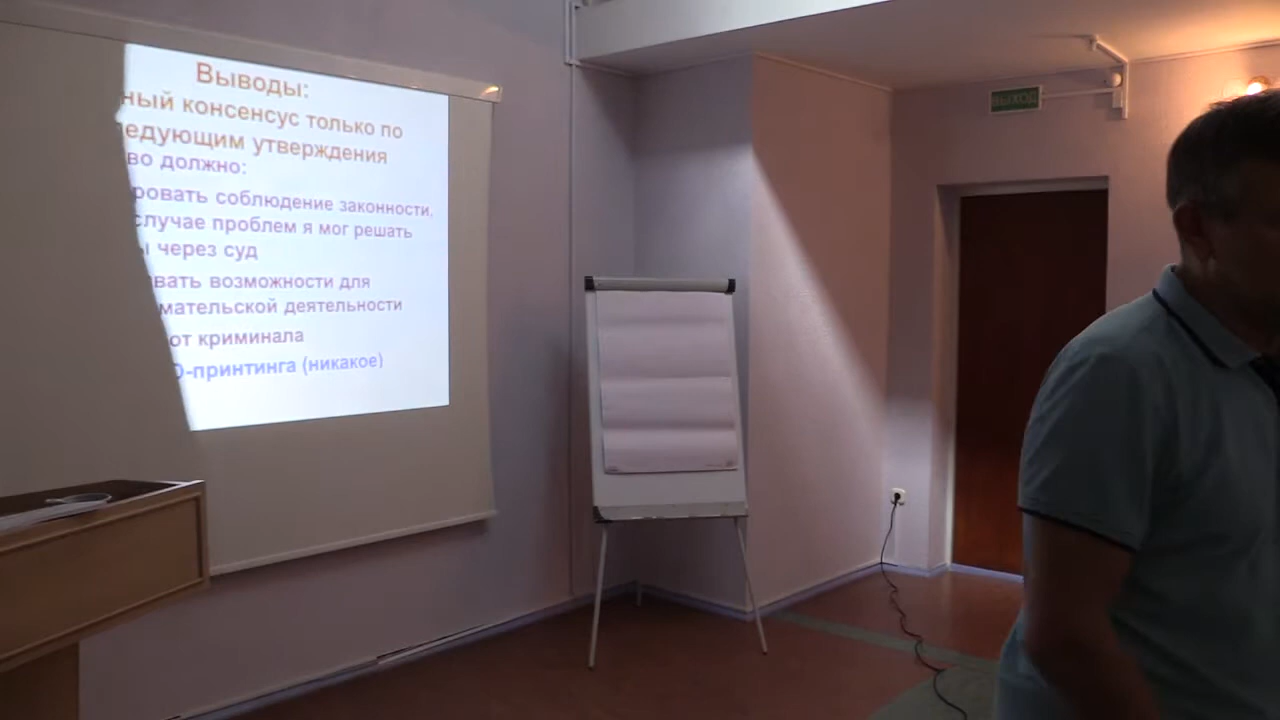 Выводы:
ный консенсус только по
едующим утверждения
во должно:
ровать соблюдение законности,
случае проблем я мог решать
ы через суд
вать возможности для
мательской деятельности
от криминала
D-принтинга (никакое)
ВЫХОД